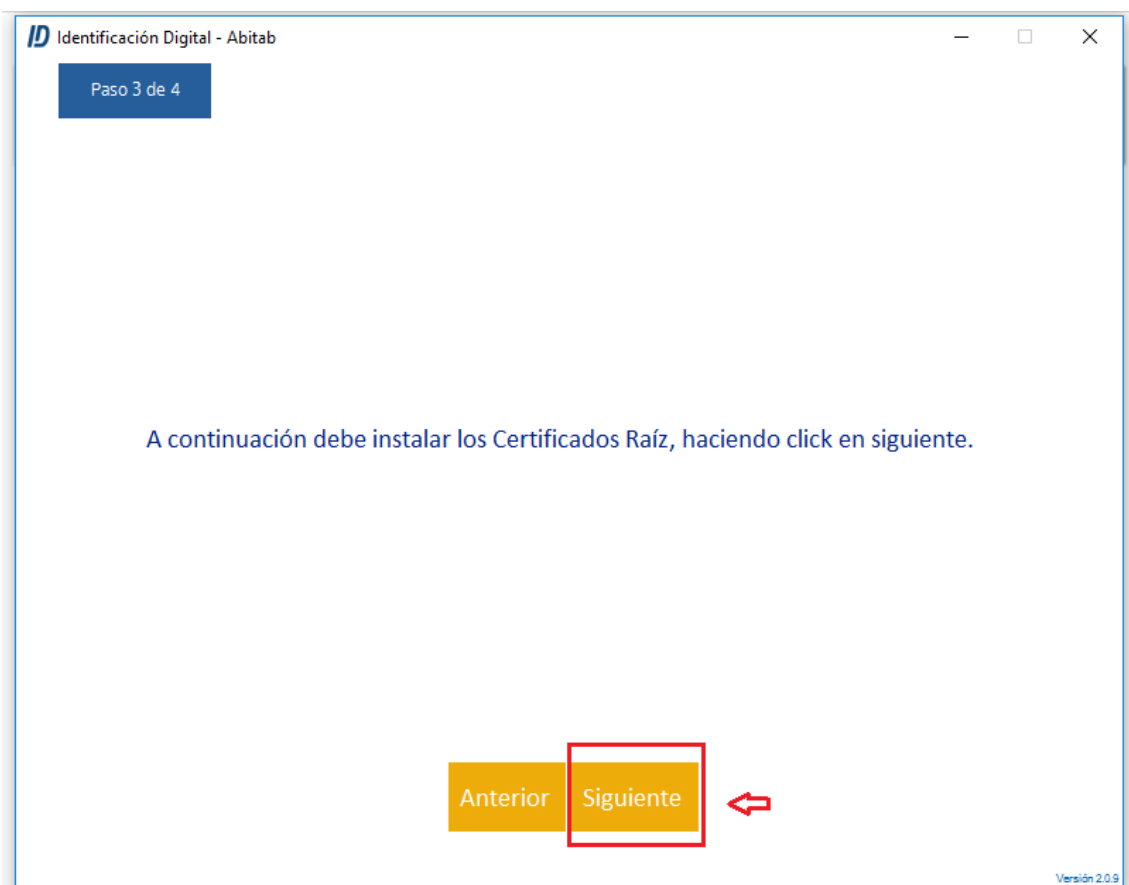 ID Identificación Digital - Abitab
Paso 3 de 4
A continuación debe instalar los Certificados Raíz, haciendo click en siguiente.
Anterior
Siguiente
Versión 2.0.9